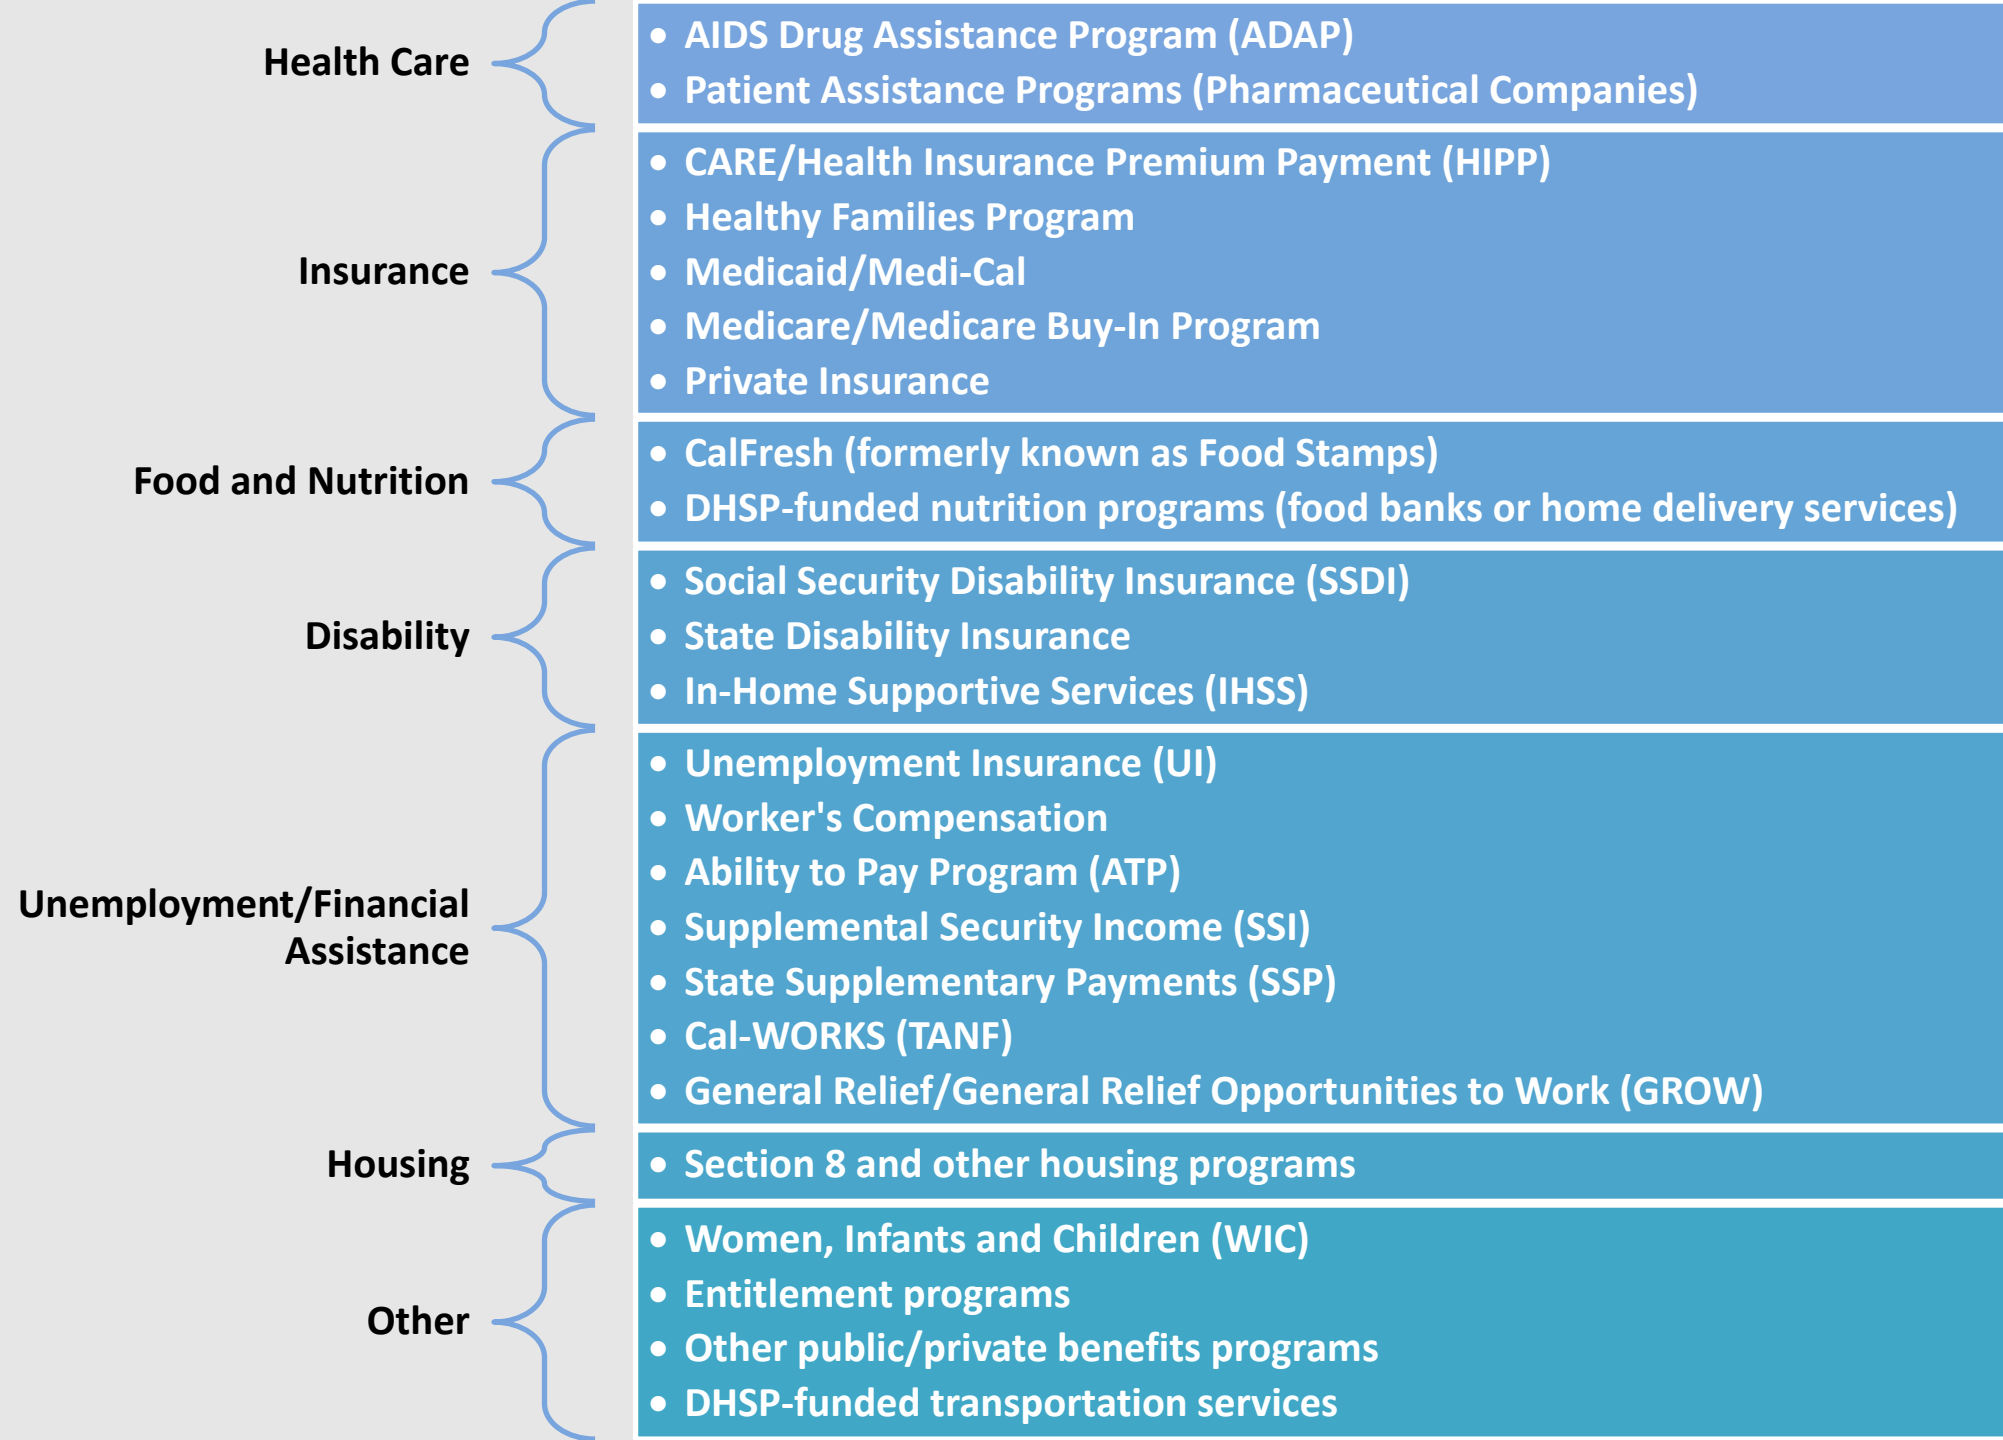 Health Care
• AIDS Drug Assistance Program (ADAP)
• Patient Assistance Programs (Pharmaceutical Companies)
Insurance
• CARE/Health Insurance Premium Payment (HIPP)
• Healthy Families Program
• Medicaid/Medi-Cal
• Medicare/Medicare Buy-In Program
• Private Insurance
Food and Nutrition
• CalFresh (formerly known as Food Stamps)
• DHSP-funded nutrition programs (food banks or home delivery services)
Disability
• Social Security Disability Insurance (SSDI)
• State Disability Insurance
• In-Home Supportive Services (IHSS)
Unemployment/Financial
Assistance
• Unemployment Insurance (UI)
• Worker's Compensation
• Ability to Pay Program (ATP)
• Supplemental Security Income (SSI)
• State Supplementary Payments (SSP)
• Cal-WORKS (TANF)
• General Relief/General Relief Opportunities to Work (GROW)
Housing
• Section 8 and other housing programs
Other
• Women, Infants and Children (WIC)
• Entitlement programs
• Other public/private benefits programs
• DHSP-funded transportation services